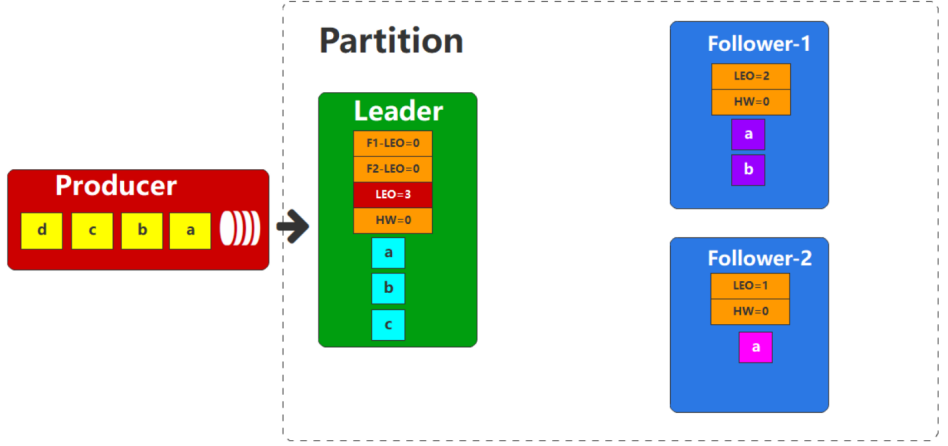 Partition
Producer
d c b a
Leader
F1-LEO=0
F2-LEO=0
LEO=3
HW=0
a
b
c
Follower-1
LEO=2
HW=0
a
b
Follower-2
LEO=1
HW=0
a